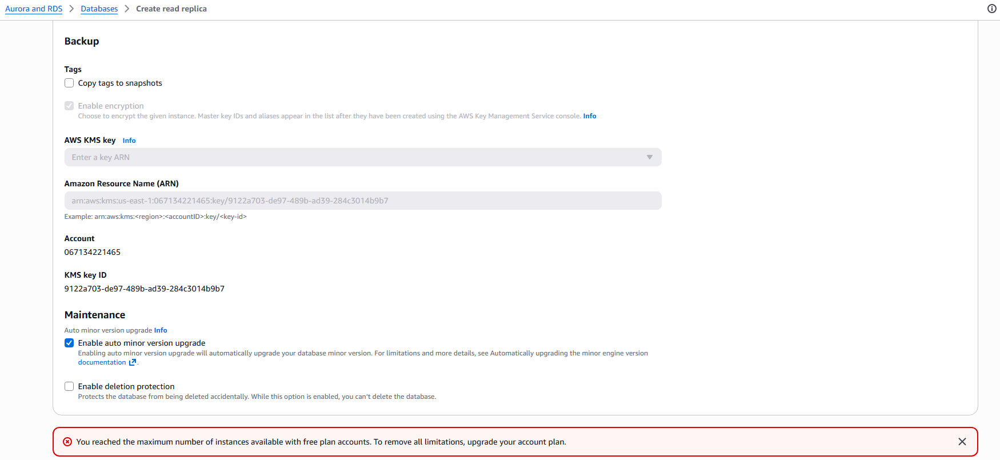 Aurora and RDS > Databases > Create read replica
Backup
Tags
Copy tags to snapshots
Enable encryption
Choose to encrypt the given instance. Master key IDs and aliases appear in the list after they have been created using the AWS Key Management Service console. Info
AWS KMS key Info
Enter a key ARN
Amazon Resource Name (ARN)
arn:aws:kms:us-east-1:067134221465:key/9122a703-de97-489b-ad39-284c3014b9b7
Example: arn:aws:kms:<region>:<accountID>:key/<key-id>
Account
067134221465
KMS key ID
9122a703-de97-489b-ad39-284c3014b9b7
Maintenance
Auto minor version upgrade Info
Enable auto minor version upgrade
Enabling auto minor version upgrade will automatically upgrade your database minor version. For limitations and more details, see Automatically upgrading the minor engine version
documentation .
Enable deletion protection
Protects the database from being deleted accidentally. While this option is enabled, you can't delete the database.
You reached the maximum number of instances available with free plan accounts. To remove all limitations, upgrade your account plan.